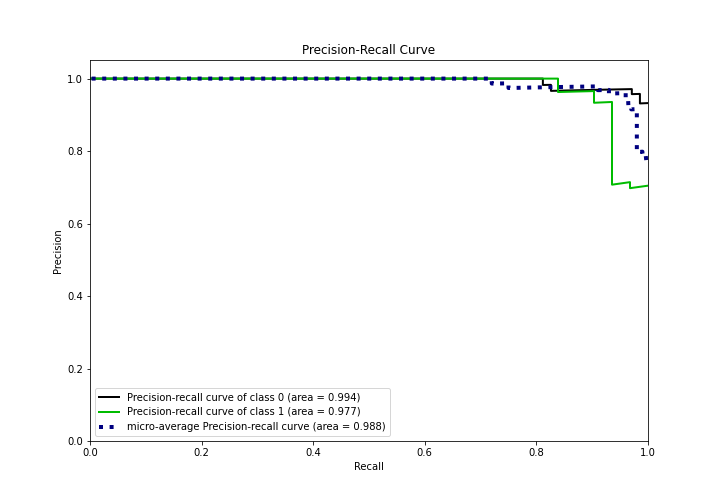 Precision-Recall Curve
1.0
0.8
0.6
0.4
0.2
0.0
Precision
Precision-recall curve of class 0 (area = 0.994)
Precision-recall curve of class 1 (area = 0.977)
micro-average Precision-recall curve (area = 0.988)
0.0 0.2 0.4 0.6 0.8 1.0
Recall